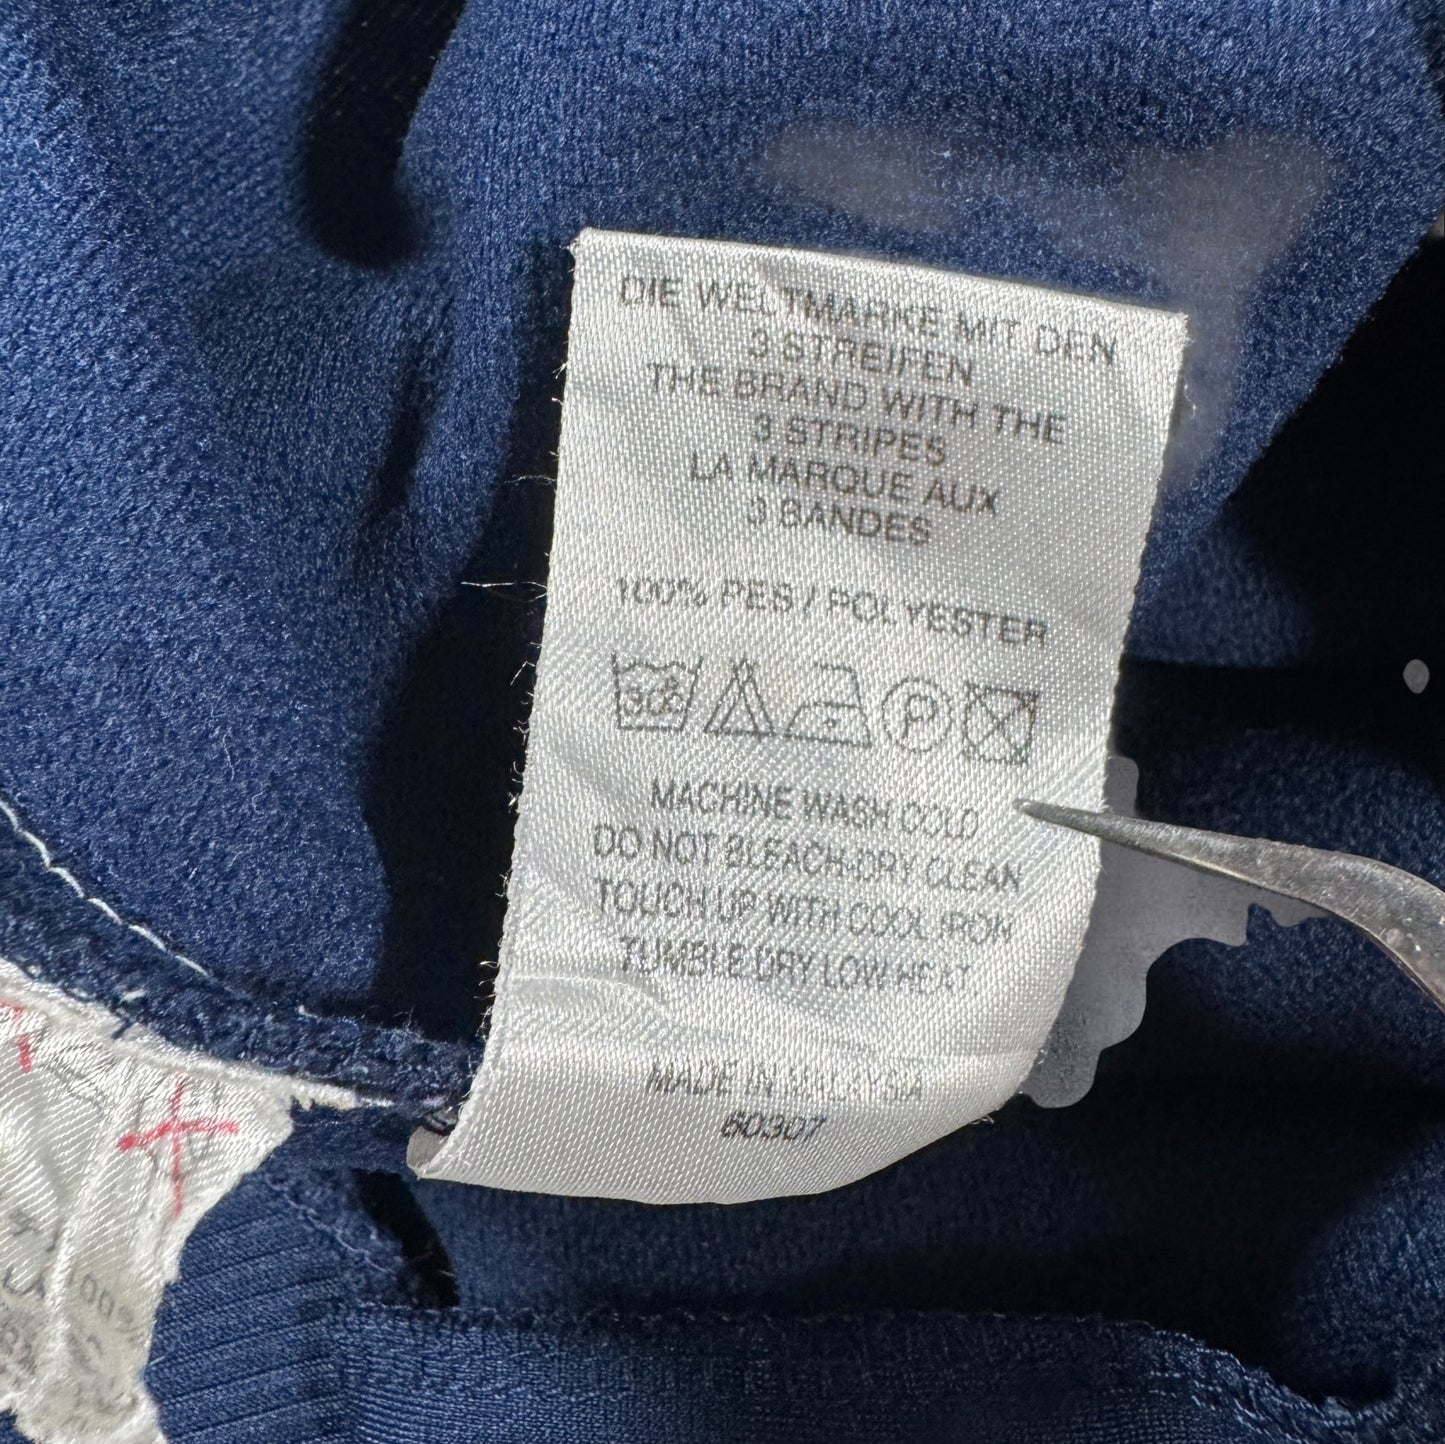 DIE WELTMARKE MIT DEN
3 STREIFEN
THE BRAND WITH THE
3 STRIPES
LA MARQUE AUX
3 BANDES
100% PES / POLYESTER
30°
P
MACHINE WASH COLD
DO NOT BLEACH-DRY CLEAN
TOUCH UP WITH COOL IRON
TUMBLE DRY LOW HEAT
MADE IN MALAYSIA
60307